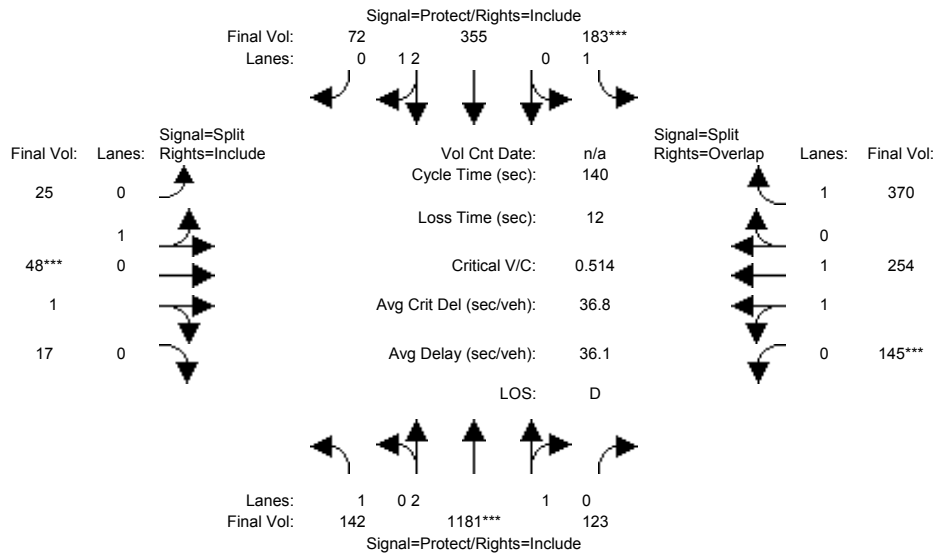 Signal=Protect/Rights=Include
Final Vol: 72 355 183***
Lanes: 0 1 2 0 1
Signal=Split
Rights=Include
Final Vol: Lanes:
Signal=Split
Rights=Overlap
Lanes: Final Vol:
Vol Cnt Date: n/a
Cycle Time (sec): 140
25 0
1 370
Loss Time (sec): 12
1
0
48*** 0
Critical V/C: 0.514
1 254
1
Avg Crit Del (sec/veh): 36.8
1
17 0
Avg Delay (sec/veh): 36.1
0 145***
LOS: D
Lanes: 1 0 2 1 0
Final Vol: 142 1181*** 123
Signal=Protect/Rights=Include